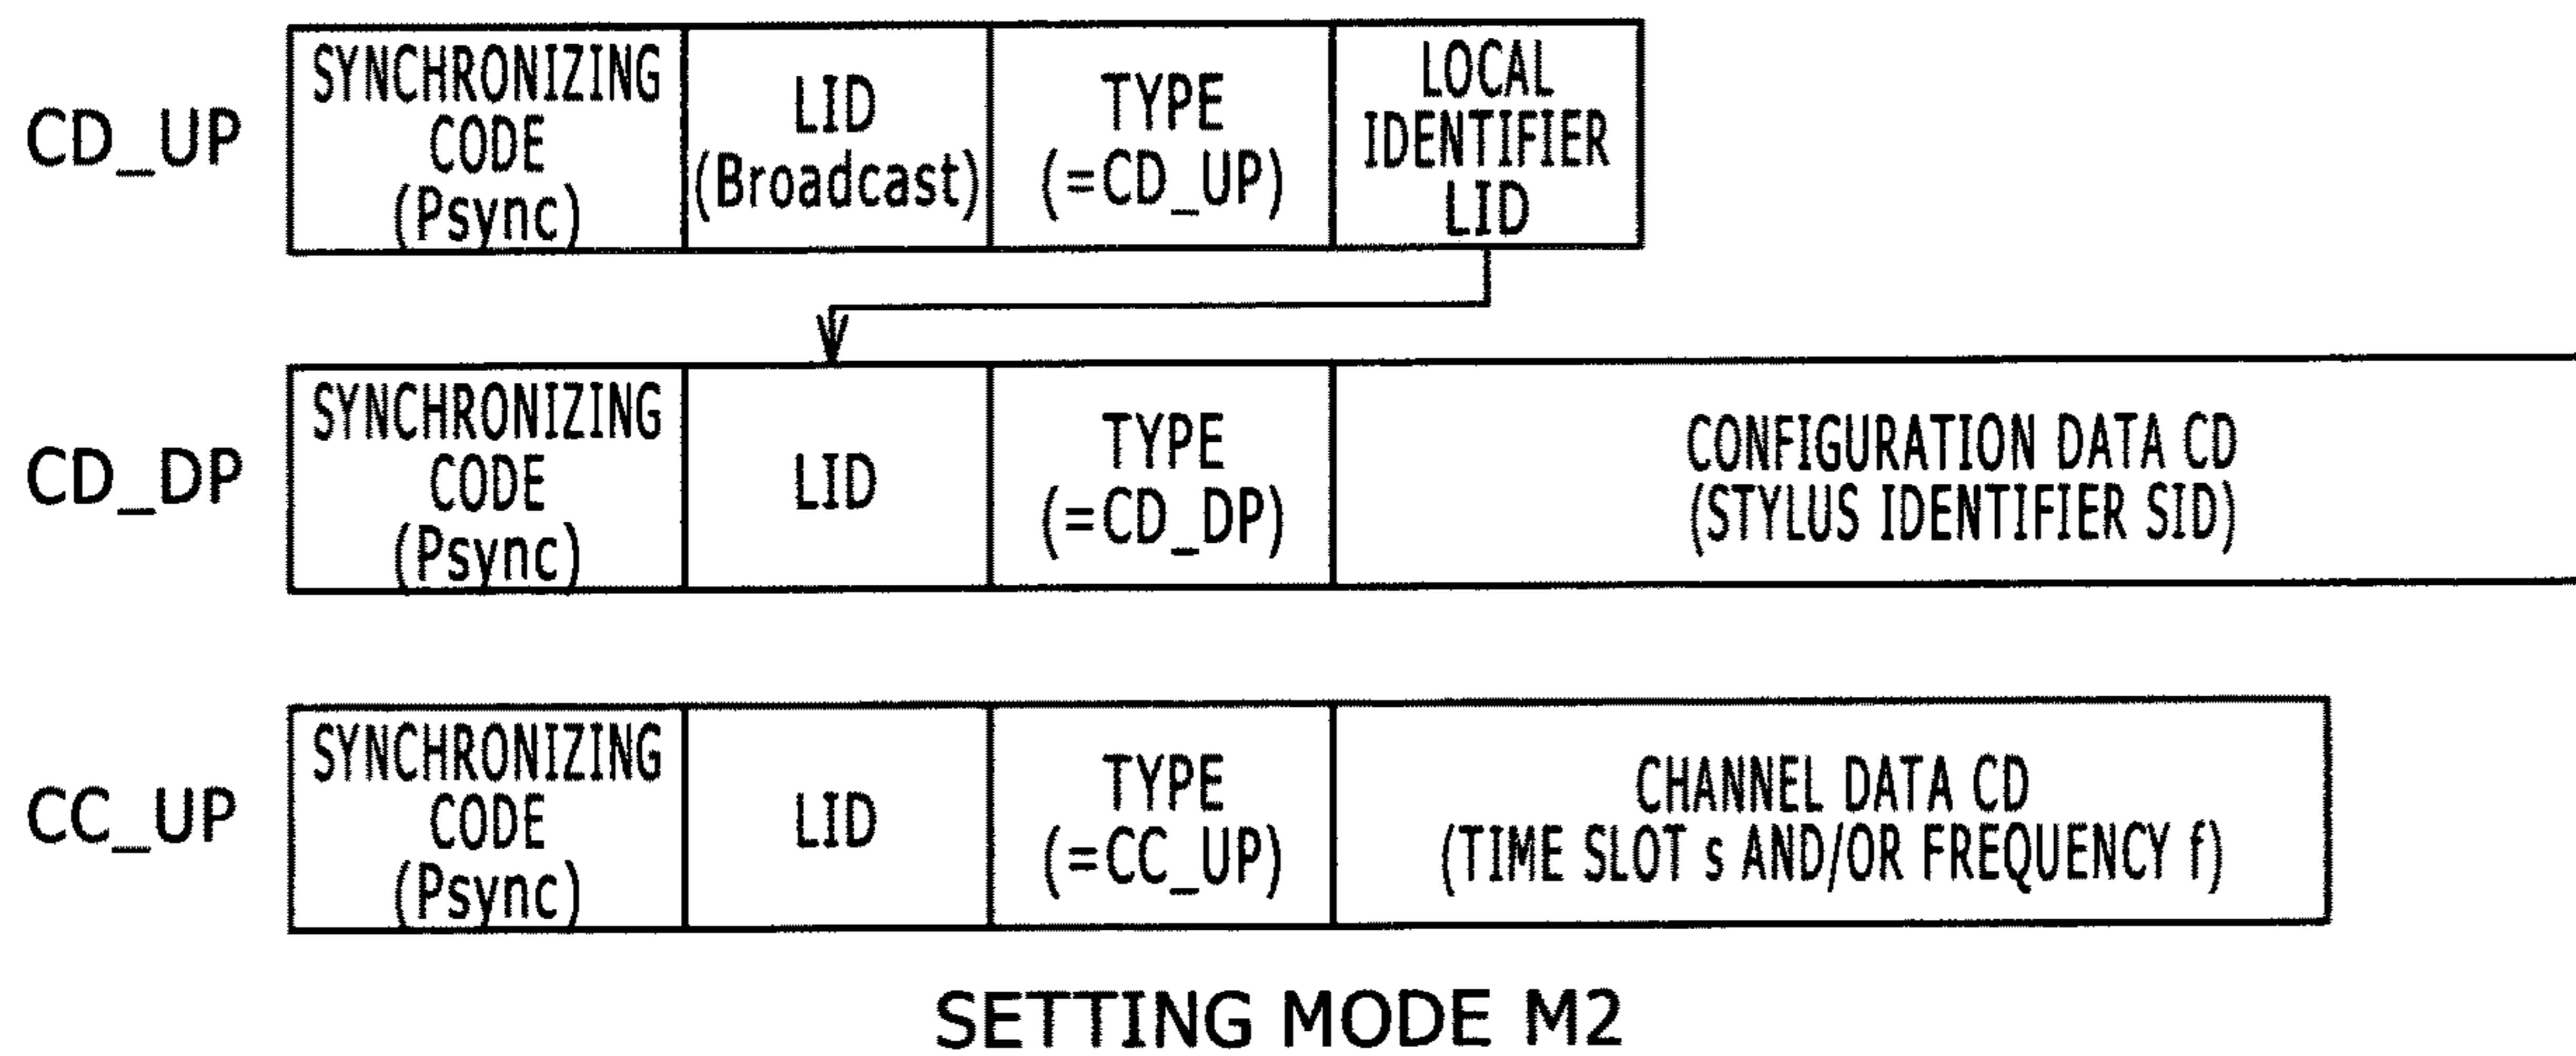 CD_UP
SYNCHRONIZING
CODE
(Psync)
LID
(Broadcast)
TYPE
(=CD_UP)
LOCAL
IDENTIFIER
LID
CD_DP
SYNCHRONIZING
CODE
(Psync)
LID
TYPE
(=CD_DP)
CONFIGURATION DATA CD
(STYLUS IDENTIFIER SID)
CC_UP
SYNCHRONIZING
CODE
(Psync)
LID
TYPE
(=CC_UP)
CHANNEL DATA CD
(TIME SLOT s AND/OR FREQUENCY f)
SETTING MODE M2